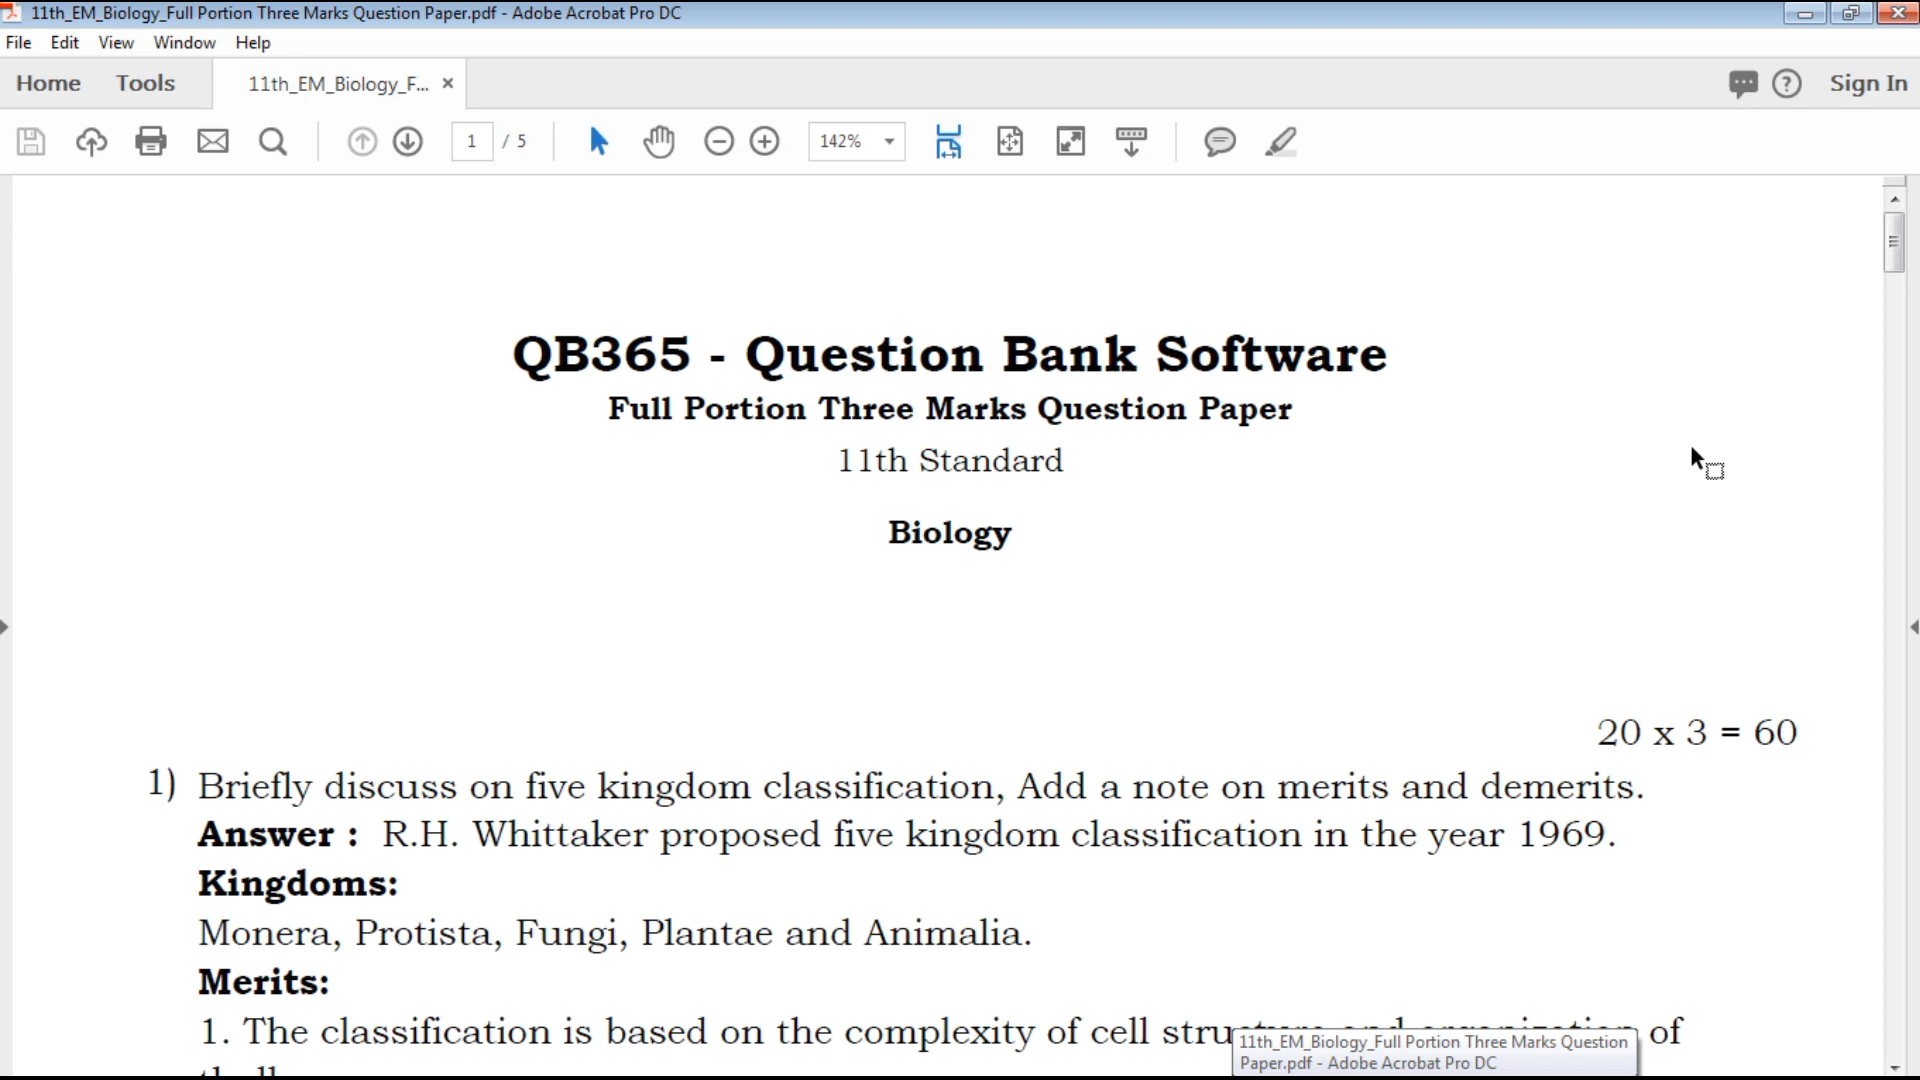 11th_EM_Biology_Full Portion Three Marks Question Paper.pdf - Adobe Acrobat Pro DC
File Edit View Window Help
Home Tools 11th_EM_Biology_F... × Sign In
1 / 5 142%
QB365 - Question Bank Software
Full Portion Three Marks Question Paper
11th Standard
Biology
20 x 3 = 60
1) Briefly discuss on five kingdom classification, Add a note on merits and demerits.
Answer : R.H. Whittaker proposed five kingdom classification in the year 1969.
Kingdoms:
Monera, Protista, Fungi, Plantae and Animalia.
Merits:
1. The classification is based on the complexity of cell structure and organization of
11th_EM_Biology_Full Portion Three Marks Question
Paper.pdf - Adobe Acrobat Pro DC